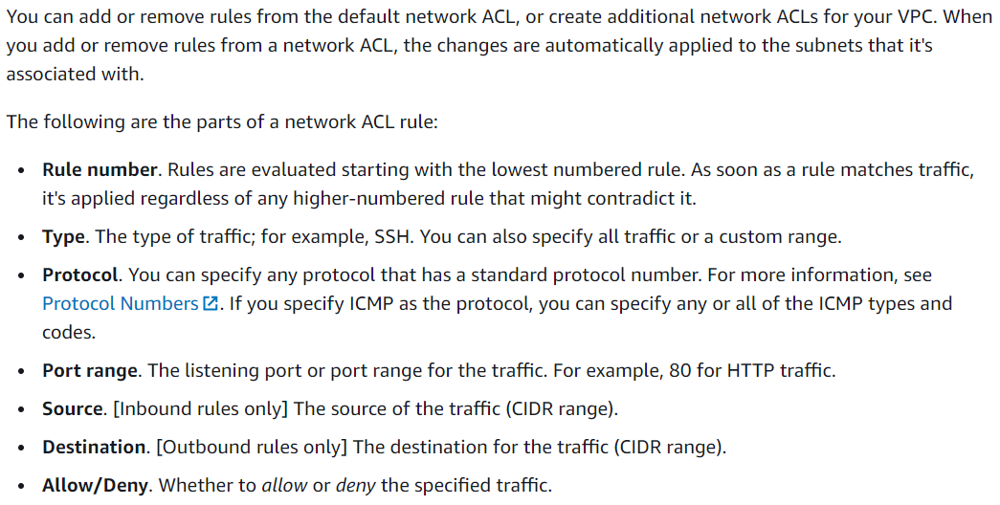 You can add or remove rules from the default network ACL, or create additional network ACLs for your VPC. When
you add or remove rules from a network ACL, the changes are automatically applied to the subnets that it's
associated with.
The following are the parts of a network ACL rule:
• Rule number. Rules are evaluated starting with the lowest numbered rule. As soon as a rule matches traffic,
it's applied regardless of any higher-numbered rule that might contradict it.
• Type. The type of traffic; for example, SSH. You can also specify all traffic or a custom range.
• Protocol. You can specify any protocol that has a standard protocol number. For more information, see
Protocol Numbers. If you specify ICMP as the protocol, you can specify any or all of the ICMP types and
codes.
• Port range. The listening port or port range for the traffic. For example, 80 for HTTP traffic.
• Source. [Inbound rules only] The source of the traffic (CIDR range).
• Destination. [Outbound rules only] The destination for the traffic (CIDR range).
• Allow/Deny. Whether to allow or deny the specified traffic.